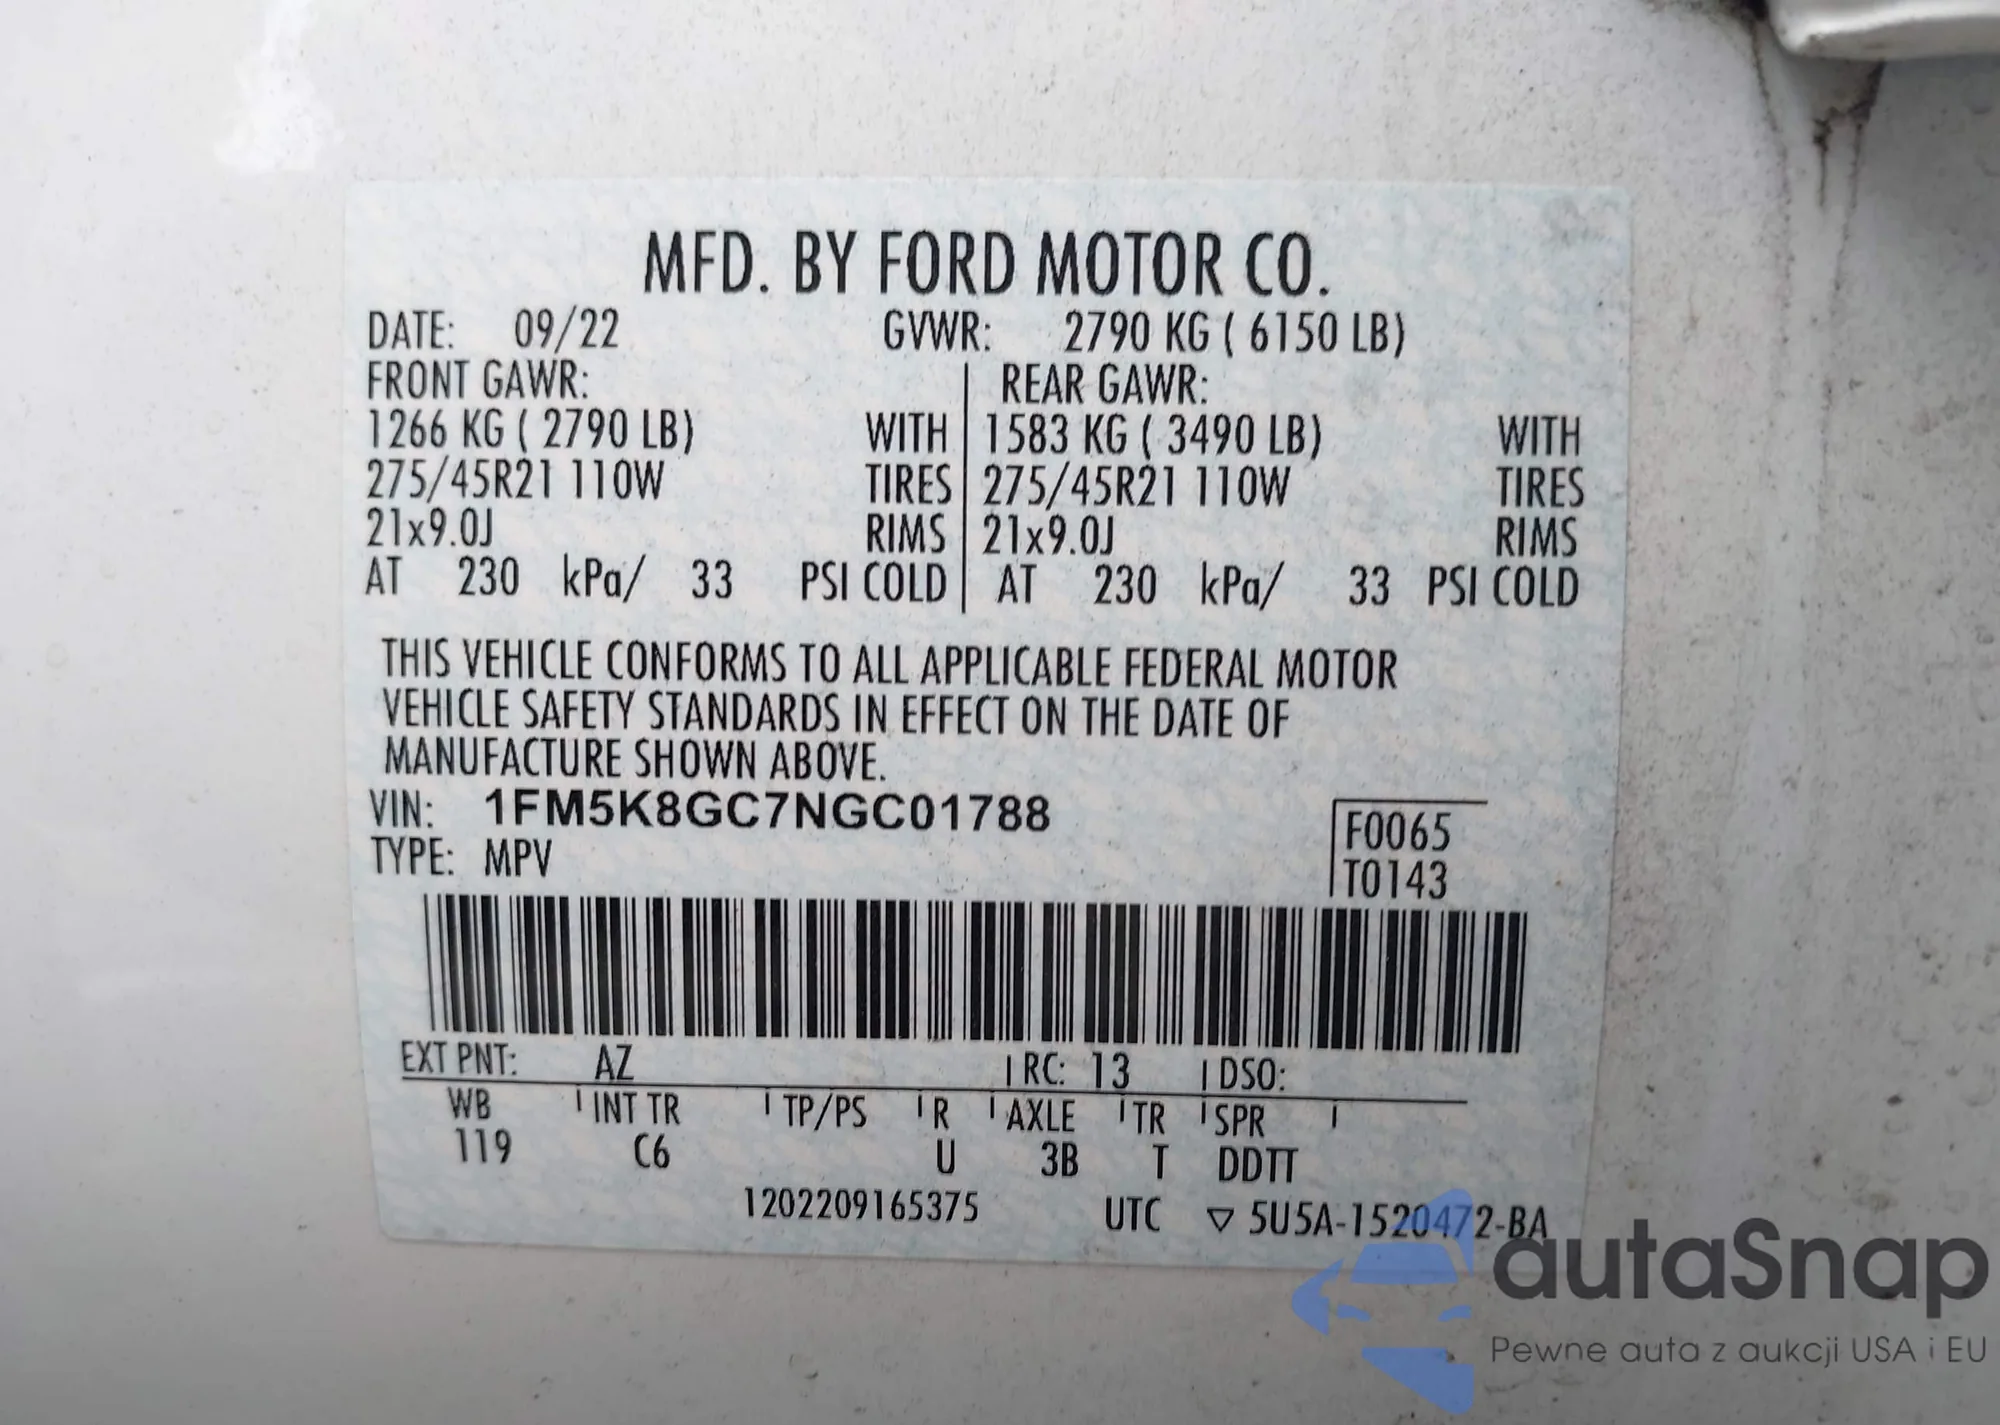 MFD. BY FORD MOTOR CO.
DATE: 09/22 GVWR: 2790 KG ( 6150 LB)
FRONT GAWR: REAR GAWR:
1266 KG ( 2790 LB) WITH 1583 KG ( 3490 LB) WITH
275/45R21 110W TIRES 275/45R21 110W TIRES
21x9.0J RIMS 21x9.0J RIMS
AT 230 kPa/ 33 PSI COLD AT 230 kPa/ 33 PSI COLD
THIS VEHICLE CONFORMS TO ALL APPLICABLE FEDERAL MOTOR
VEHICLE SAFETY STANDARDS IN EFFECT ON THE DATE OF
MANUFACTURE SHOWN ABOVE.
VIN: 1FM5K8GC7NGC01788
F0065
TYPE: MPV
T0143
EXT PNT: AZ RC: 13 DSO:
WB INT TR TP/PS R AXLE TR SPR
119 C6 U 3B T DDTT
1202209165375 UTC ▽ 5U5A-1520472-BA
autaSnap
Pewne auta z aukcji USA i EU